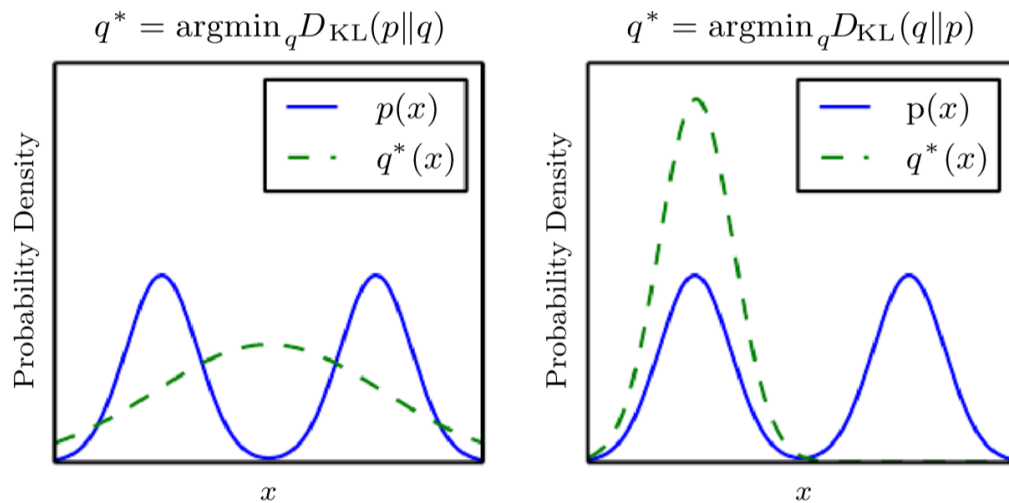 q* = argmin_q D_KL(p‖q)
p(x)
q*(x)
Probability Density
x
q* = argmin_q D_KL(q‖p)
p(x)
q*(x)
Probability Density
x